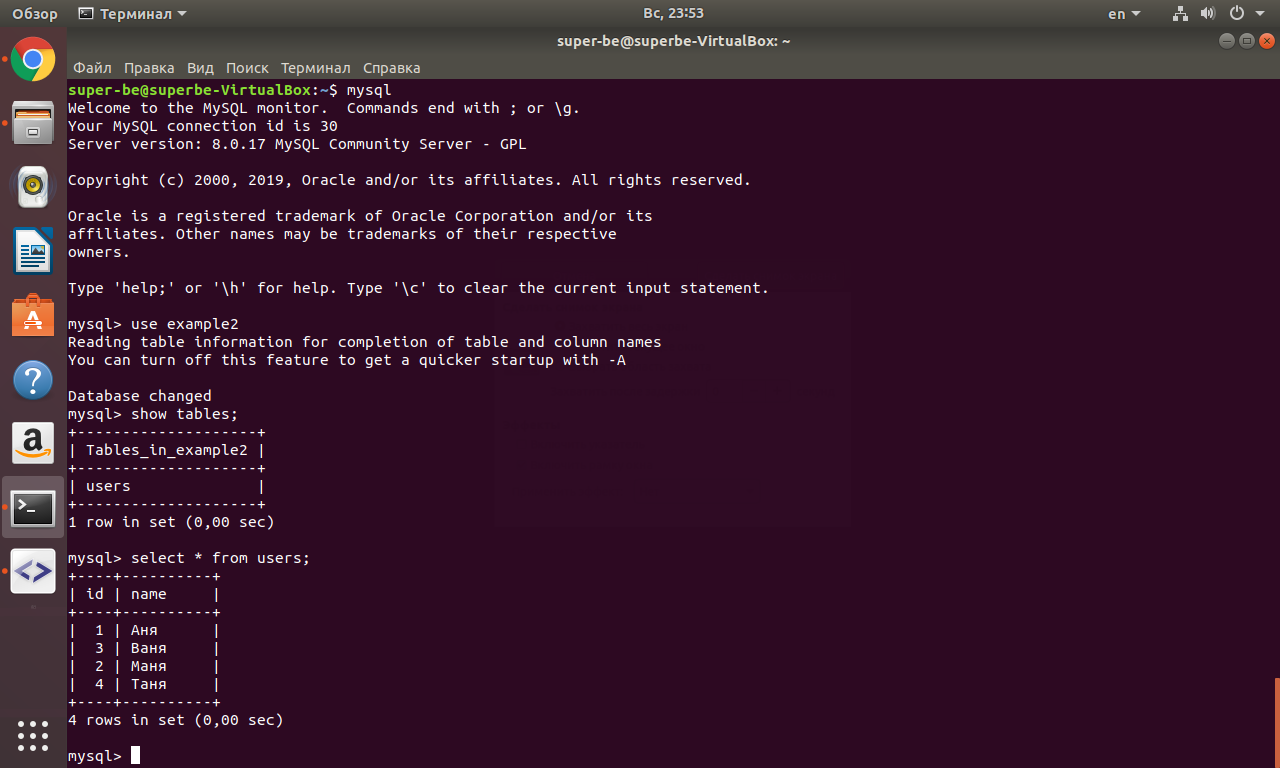 Обзор Терминал Вс, 23:53 en
super-be@superbe-VirtualBox: ~
Файл Правка Вид Поиск Терминал Справка
super-be@superbe-VirtualBox:~$ mysql
Welcome to the MySQL monitor.  Commands end with ; or \g.
Your MySQL connection id is 30
Server version: 8.0.17 MySQL Community Server - GPL
Copyright (c) 2000, 2019, Oracle and/or its affiliates. All rights reserved.
Oracle is a registered trademark of Oracle Corporation and/or its
affiliates. Other names may be trademarks of their respective
owners.
Type 'help;' or '\h' for help. Type '\c' to clear the current input statement.
mysql> use example2
Reading table information for completion of table and column names
You can turn off this feature to get a quicker startup with -A
Database changed
mysql> show tables;
+--------------------+
| Tables_in_example2 |
+--------------------+
| users              |
+--------------------+
1 row in set (0,00 sec)
mysql> select * from users;
+----+----------+
| id | name     |
+----+----------+
|  1 | Аня      |
|  3 | Ваня     |
|  2 | Маня     |
|  4 | Таня     |
+----+----------+
4 rows in set (0,00 sec)
mysql>